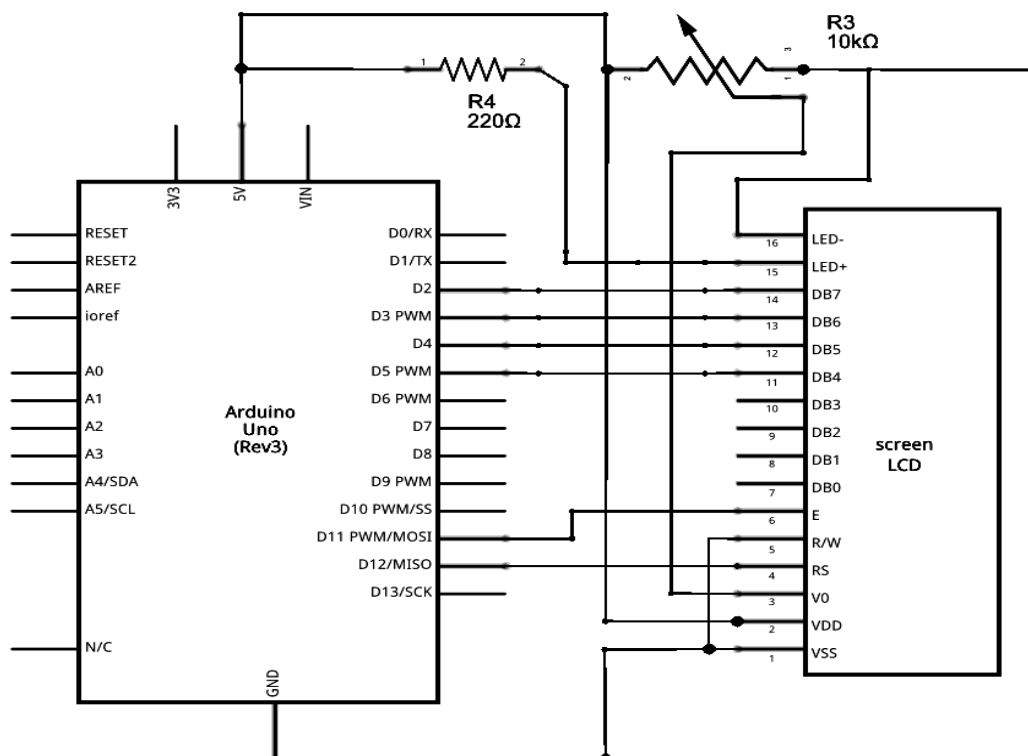 R3
10kΩ
3
1
2
1
2
R4
220Ω
3V3
5V
VIN
RESET
RESET2
AREF
ioref
A0
A1
A2
A3
A4/SDA
A5/SCL
N/C
Arduino
Uno
(Rev3)
D0/RX
D1/TX
D2
D3 PWM
D4
D5 PWM
D6 PWM
D7
D8
D9 PWM
D10 PWM/SS
D11 PWM/MOSI
D12/MISO
D13/SCK
GND
16 LED-
15 LED+
14 DB7
13 DB6
12 DB5
11 DB4
10 DB3
9 DB2
8 DB1
7 DB0
6 E
5 R/W
4 RS
3 V0
2 VDD
1 VSS
screen
LCD